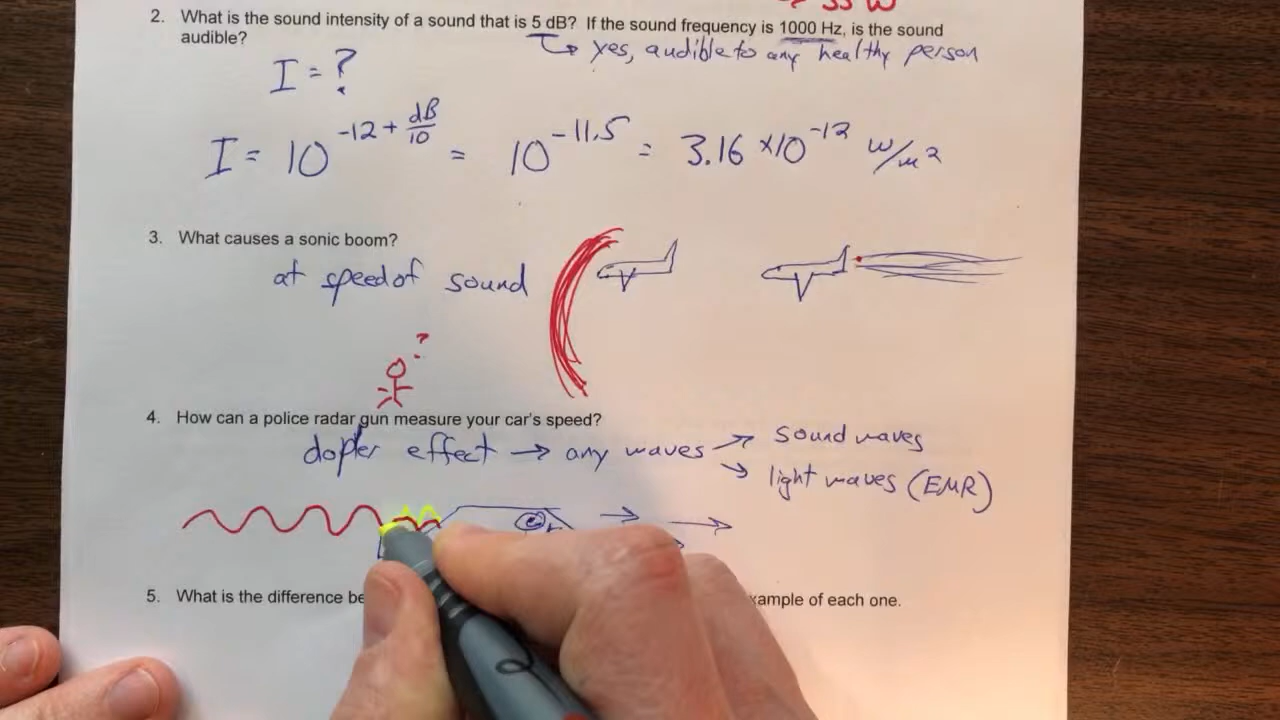 → 35 W
2. What is the sound intensity of a sound that is 5 dB? If the sound frequency is 1000 Hz, is the sound
audible?
↳ yes, audible to any healthy person
I = ?
I = 10^(-12 + dB/10) = 10^-11.5 = 3.16 × 10^-12 W/m²
3. What causes a sonic boom?
at speed of sound
?
4. How can a police radar gun measure your car's speed?
dopler effect → any waves → sound waves
→ light waves (EMR)
5. What is the difference be
xample of each one.